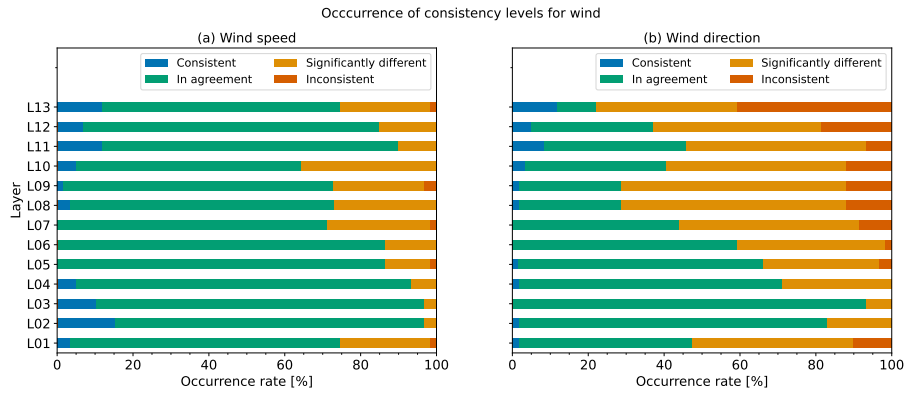 Occcurrence of consistency levels for wind
(a) Wind speed
Consistent
In agreement
Significantly different
Inconsistent
Layer
L13
L12
L11
L10
L09
L08
L07
L06
L05
L04
L03
L02
L01
0 20 40 60 80 100
Occurrence rate [%]
(b) Wind direction
Consistent
In agreement
Significantly different
Inconsistent
0 20 40 60 80 100
Occurrence rate [%]